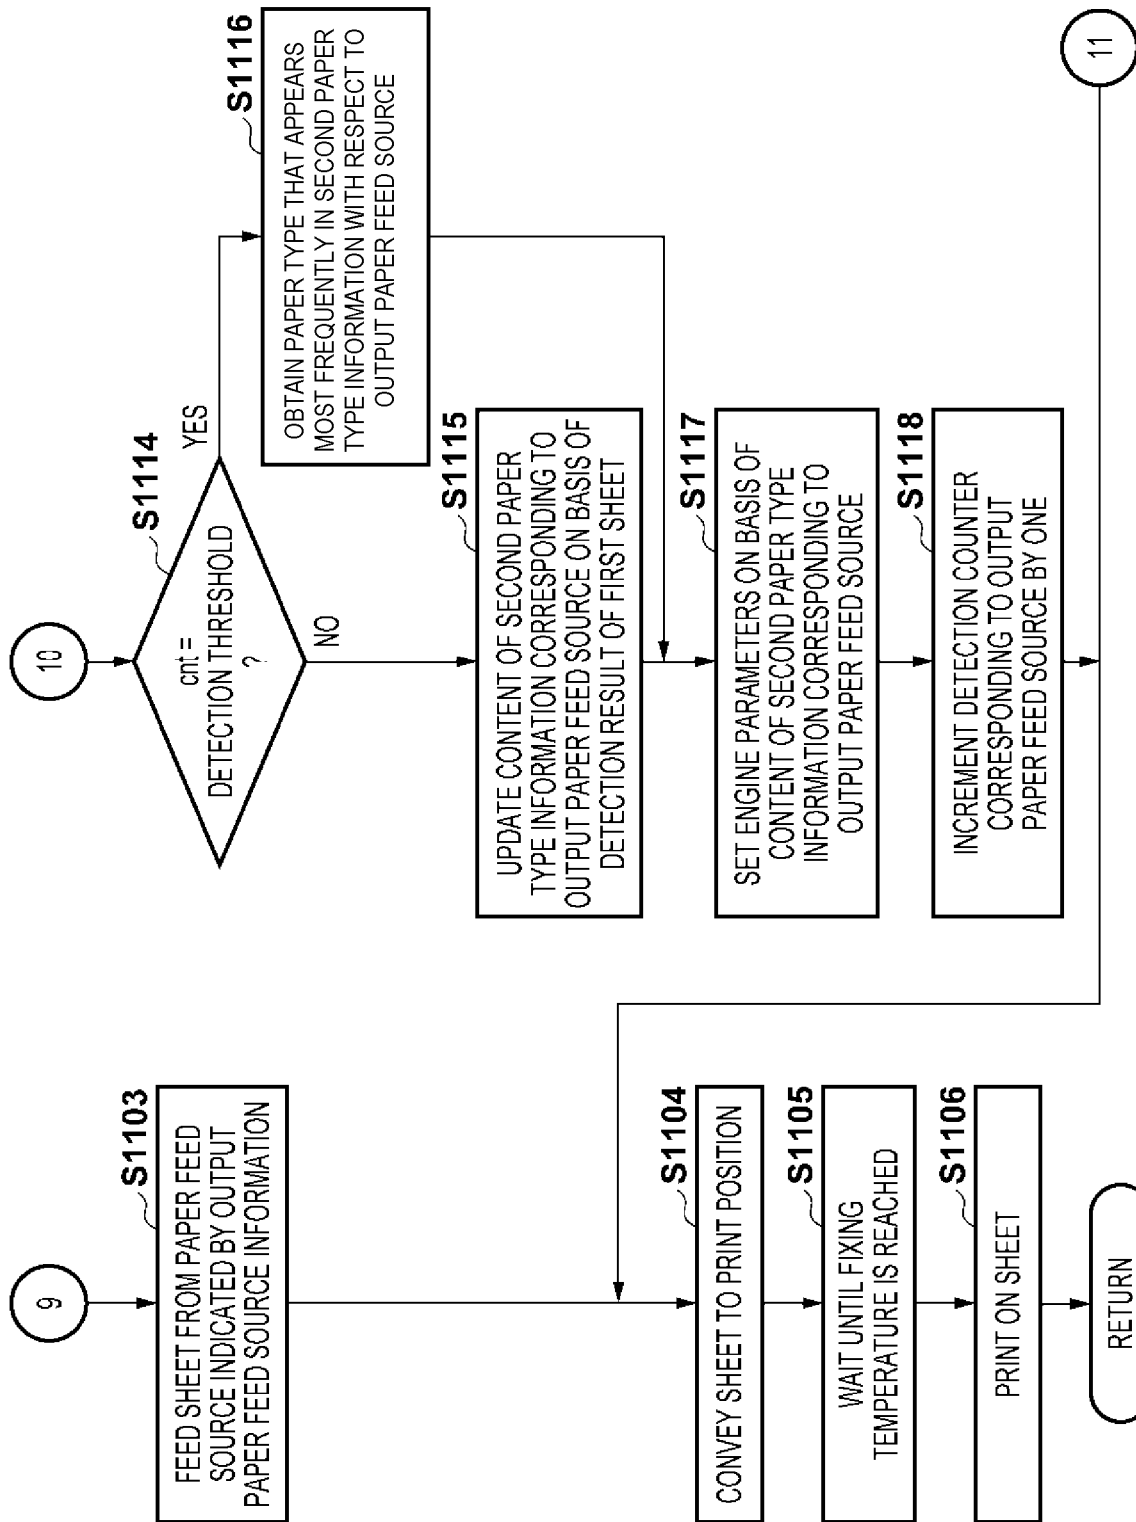 9
S1103
FEED SHEET FROM PAPER FEED
SOURCE INDICATED BY OUTPUT
PAPER FEED SOURCE INFORMATION
S1104
CONVEY SHEET TO PRINT POSITION
S1105
WAIT UNTIL FIXING
TEMPERATURE IS REACHED
S1106
PRINT ON SHEET
RETURN
10
S1114
cnt =
DETECTION THRESHOLD
?
YES
NO
S1116
OBTAIN PAPER TYPE THAT APPEARS
MOST FREQUENTLY IN SECOND PAPER
TYPE INFORMATION WITH RESPECT TO
OUTPUT PAPER FEED SOURCE
S1115
UPDATE CONTENT OF SECOND PAPER
TYPE INFORMATION CORRESPONDING TO
OUTPUT PAPER FEED SOURCE ON BASIS OF
DETECTION RESULT OF FIRST SHEET
S1117
SET ENGINE PARAMETERS ON BASIS OF
CONTENT OF SECOND PAPER TYPE
INFORMATION CORRESPONDING TO
OUTPUT PAPER FEED SOURCE
S1118
INCREMENT DETECTION COUNTER
CORRESPONDING TO OUTPUT
PAPER FEED SOURCE BY ONE
11